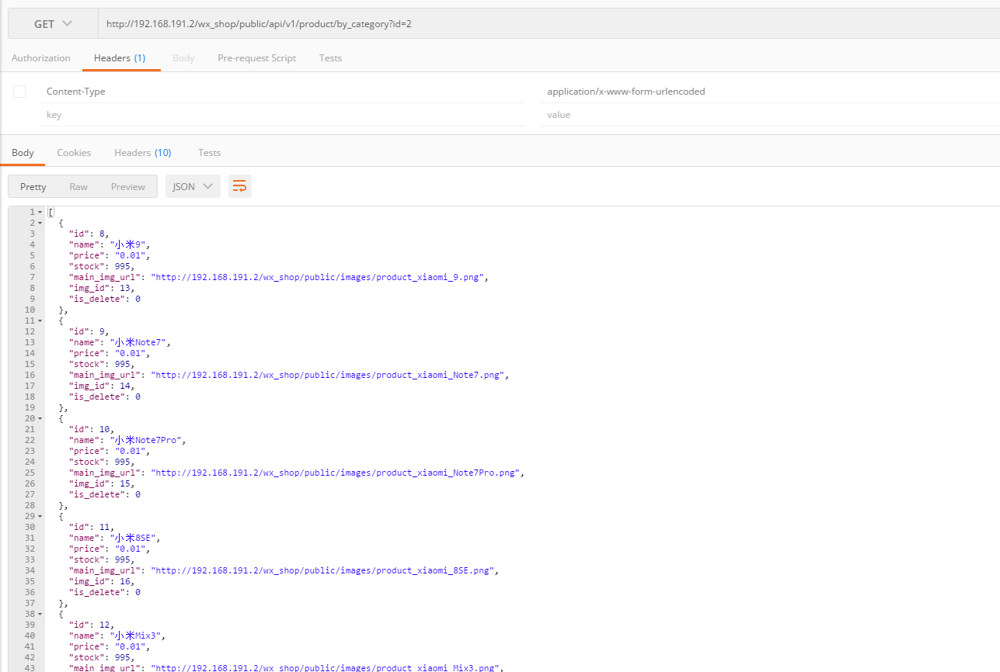 GET http://192.168.191.2/wx_shop/public/api/v1/product/by_category?id=2
Authorization Headers (1) Body Pre-request Script Tests
Content-Type application/x-www-form-urlencoded
key value
Body Cookies Headers (10) Tests
Pretty Raw Preview JSON
1 [
2 {
3 "id": 8,
4 "name": "小米9",
5 "price": "0.01",
6 "stock": 995,
7 "main_img_url": "http://192.168.191.2/wx_shop/public/images/product_xiaomi_9.png",
8 "img_id": 13,
9 "is_delete": 0
10 },
11 {
12 "id": 9,
13 "name": "小米Note7",
14 "price": "0.01",
15 "stock": 995,
16 "main_img_url": "http://192.168.191.2/wx_shop/public/images/product_xiaomi_Note7.png",
17 "img_id": 14,
18 "is_delete": 0
19 },
20 {
21 "id": 10,
22 "name": "小米Note7Pro",
23 "price": "0.01",
24 "stock": 995,
25 "main_img_url": "http://192.168.191.2/wx_shop/public/images/product_xiaomi_Note7Pro.png",
26 "img_id": 15,
27 "is_delete": 0
28 },
29 {
30 "id": 11,
31 "name": "小米8SE",
32 "price": "0.01",
33 "stock": 995,
34 "main_img_url": "http://192.168.191.2/wx_shop/public/images/product_xiaomi_8SE.png",
35 "img_id": 16,
36 "is_delete": 0
37 },
38 {
39 "id": 12,
40 "name": "小米Mix3",
41 "price": "0.01",
42 "stock": 995,
43 "main_img_url": "http://192.168.191.2/wx_shop/public/images/product_xiaomi_Mix3.png",